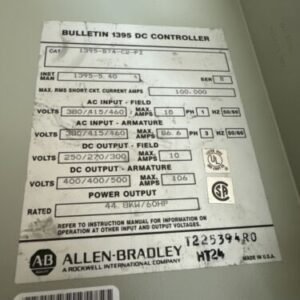 BULLETIN 1395 DC CONTROLLER
CAT. 1395-B74-C2-PZ
INST MAN 1395-5.40 SER B
MAX. RMS SHORT.CKT. CURRENT AMPS 100,000
AC INPUT - FIELD
VOLTS 380/415/460 MAX. AMPS 10 PH 1 HZ 50/60
AC INPUT - ARMATURE
VOLTS 380/415/460 MAX. AMPS 86.6 PH 3 HZ 50/60
DC OUTPUT - FIELD
VOLTS 250/270/300 MAX. AMPS 10
DC OUTPUT - ARMATURE
VOLTS 400/400/500 MAX. AMPS 106
POWER OUTPUT
RATED 44.8KW/60HP
REFER TO INSTRUCTION MANUAL FOR INFORMATION ON
OPERATION AT OTHER INPUT AND OUTPUT VOLTAGES.
UL
SA
AB ALLEN-BRADLEY
A ROCKWELL INTERNATIONAL COMPANY
1225394R0
HT24